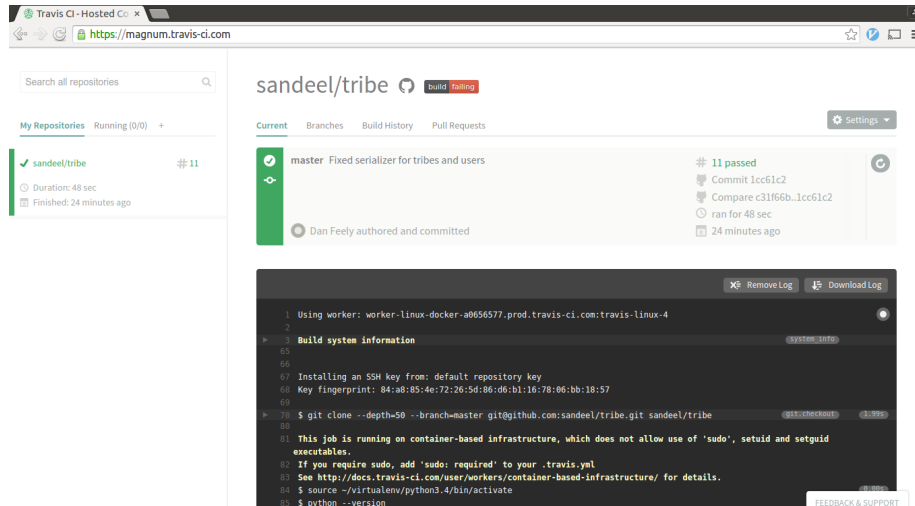 Travis CI - Hosted Co
https://magnum.travis-ci.com
Search all repositories
My Repositories Running (0/0) +
sandeel/tribe # 11
Duration: 48 sec
Finished: 24 minutes ago
sandeel/tribe build failing
Current Branches Build History Pull Requests
Settings
master Fixed serializer for tribes and users
# 11 passed
Commit 1cc61c2
Compare c31f66b..1cc61c2
ran for 48 sec
Dan Feely authored and committed
24 minutes ago
Remove Log Download Log
1 Using worker: worker-linux-docker-a0656577.prod.travis-ci.com:travis-linux-4
2
3 Build system information system_info
65
66
67 Installing an SSH key from: default repository key
68 Key fingerprint: 84:a8:85:4e:72:26:5d:86:d6:b1:16:78:06:bb:18:57
69
70 $ git clone --depth=50 --branch=master git@github.com:sandeel/tribe.git sandeel/tribe git.checkout 1.99s
80
81 This job is running on container-based infrastructure, which does not allow use of 'sudo', setuid and setguid
executables.
82 If you require sudo, add 'sudo: required' to your .travis.yml
83 See http://docs.travis-ci.com/user/workers/container-based-infrastructure/ for details.
84 $ source ~/virtualenv/python3.4/bin/activate 0.00s
85 $ python --version
FEEDBACK & SUPPORT